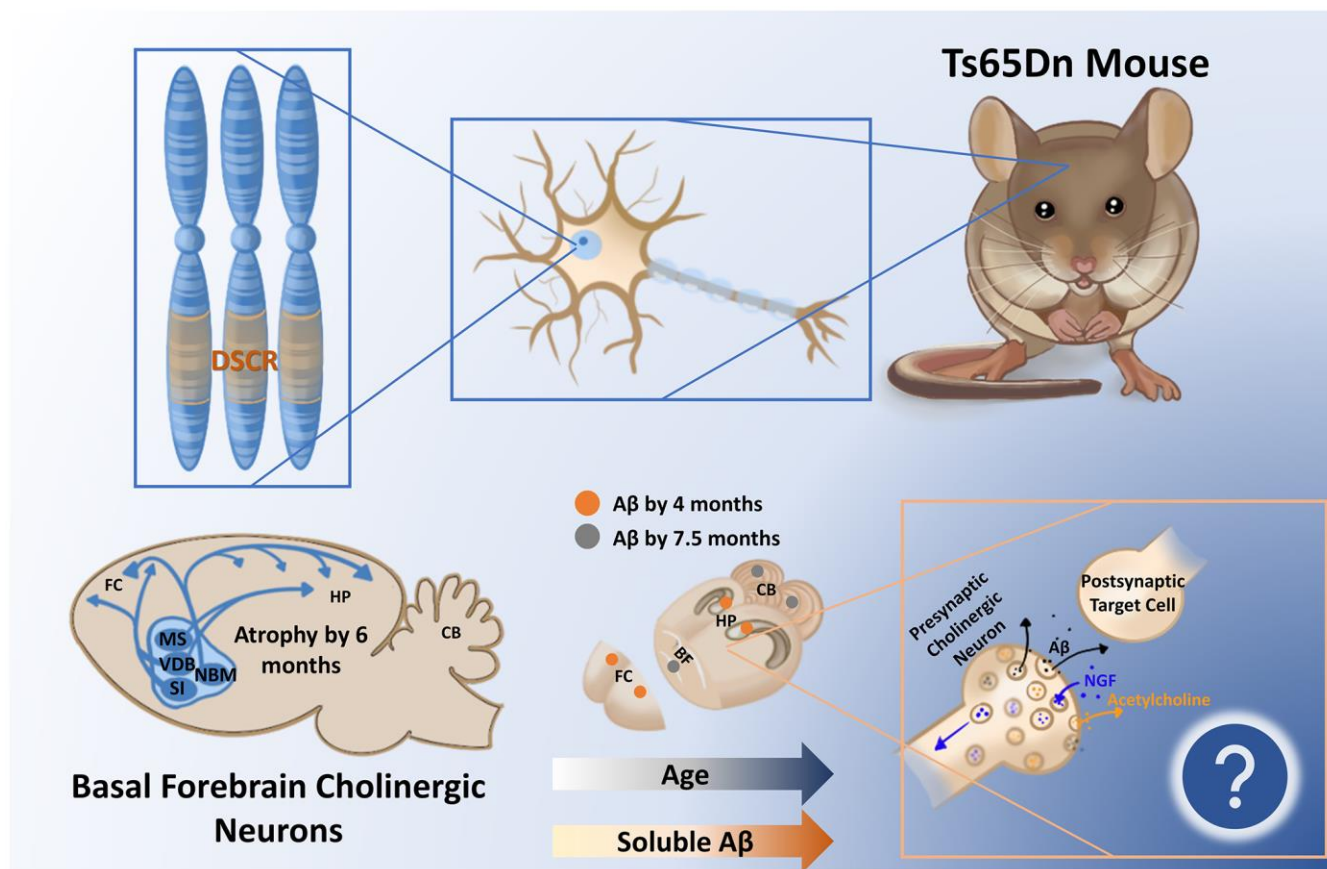 Ts65Dn Mouse
DSCR
Aβ by 4 months
Aβ by 7.5 months
FC
HP
CB
MS
VDB
NBM
SI
Atrophy by 6
months
Basal Forebrain Cholinergic
Neurons
CB
HP
BF
FC
Age
Soluble Aβ
Presynaptic
Cholinergic
Neuron
Postsynaptic
Target Cell
Aβ
NGF
Acetylcholine
?